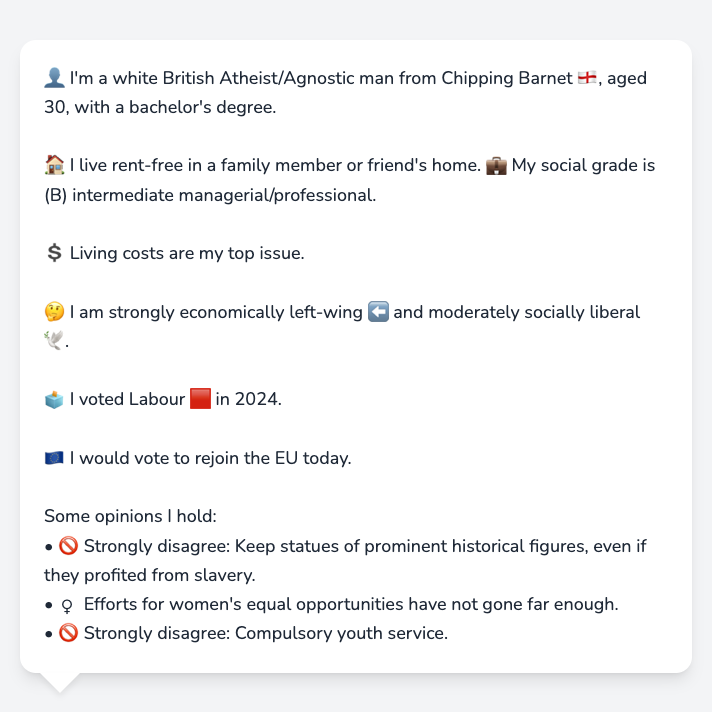 👤 I'm a white British Atheist/Agnostic man from Chipping Barnet 🏴󠁧󠁢󠁥󠁮󠁧󠁿, aged
30, with a bachelor's degree.
🏠 I live rent-free in a family member or friend's home. 💼 My social grade is
(B) intermediate managerial/professional.
💲 Living costs are my top issue.
🤔 I am strongly economically left-wing ⬅️ and moderately socially liberal
🕊️.
🗳️ I voted Labour 🟥 in 2024.
🇪🇺 I would vote to rejoin the EU today.
Some opinions I hold:
• 🚫 Strongly disagree: Keep statues of prominent historical figures, even if
they profited from slavery.
• ♀ Efforts for women's equal opportunities have not gone far enough.
• 🚫 Strongly disagree: Compulsory youth service.